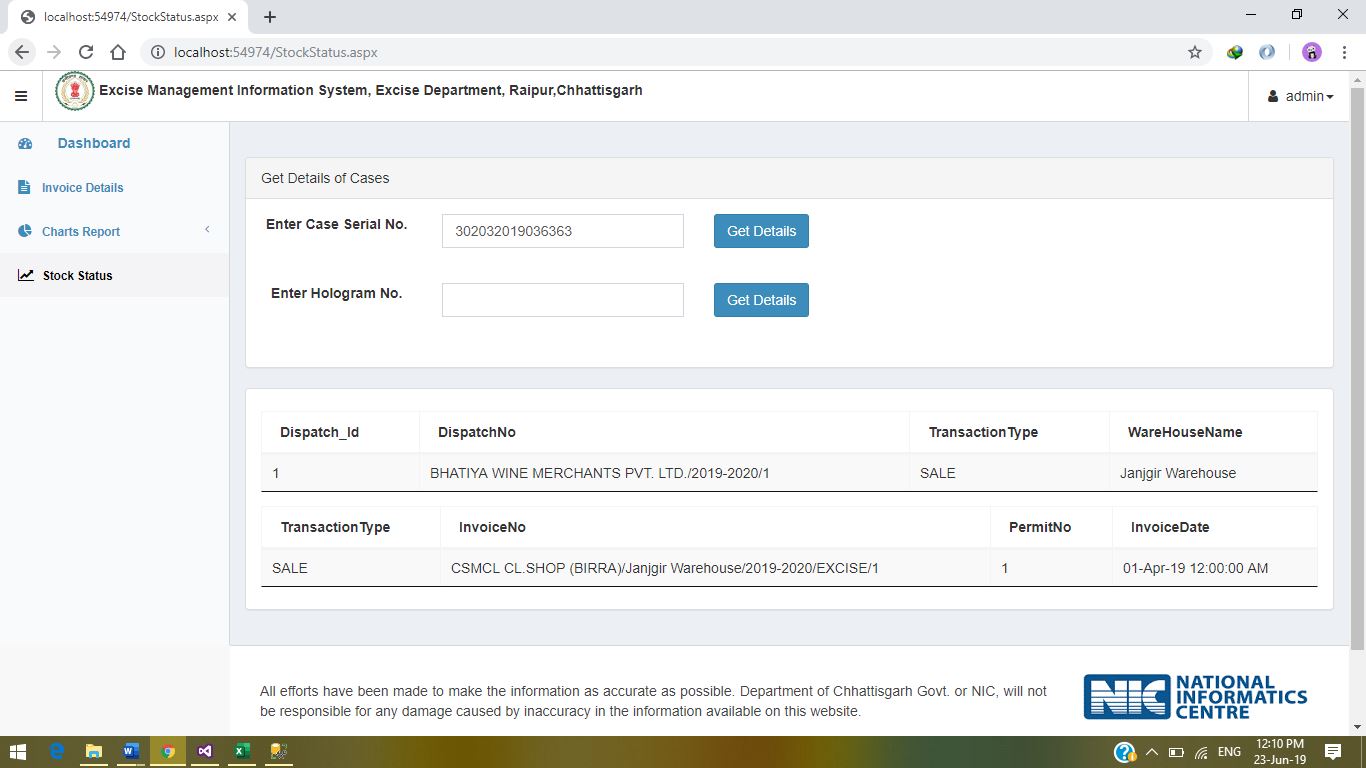 localhost:54974/StockStatus.aspx
localhost:54974/StockStatus.aspx
Excise Management Information System, Excise Department, Raipur,Chhattisgarh
admin
Dashboard
Invoice Details
Charts Report
Stock Status
Get Details of Cases
Enter Case Serial No. 302032019036363 Get Details
Enter Hologram No. Get Details
Dispatch_Id DispatchNo TransactionType WareHouseName
1 BHATIYA WINE MERCHANTS PVT. LTD./2019-2020/1 SALE Janjgir Warehouse
TransactionType InvoiceNo PermitNo InvoiceDate
SALE CSMCL CL.SHOP (BIRRA)/Janjgir Warehouse/2019-2020/EXCISE/1 1 01-Apr-19 12:00:00 AM
All efforts have been made to make the information as accurate as possible. Department of Chhattisgarh Govt. or NIC, will not
be responsible for any damage caused by inaccuracy in the information available on this website.
NIC NATIONAL
INFORMATICS
CENTRE
ENG
12:10 PM
23-Jun-19